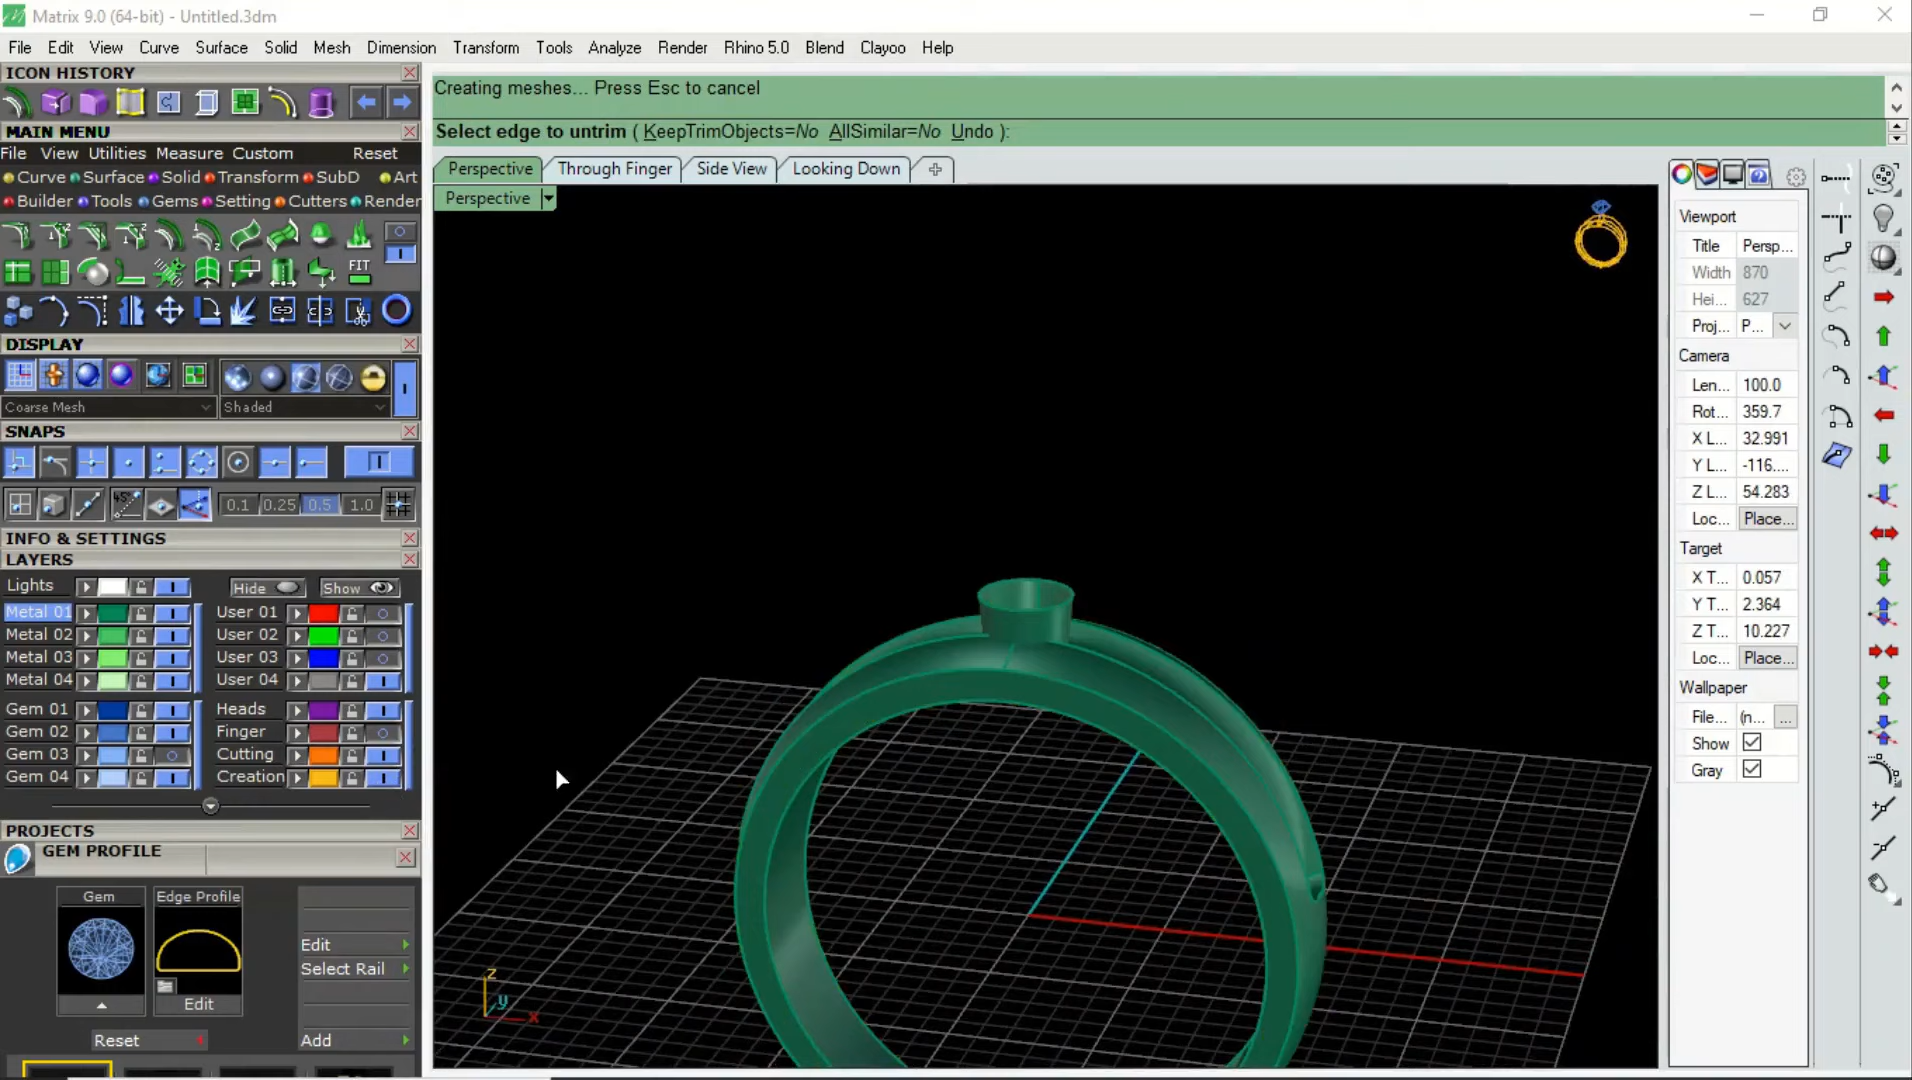 Matrix 9.0 (64-bit) - Untitled.3dm
File Edit View Curve Surface Solid Mesh Dimension Transform Tools Analyze Render Rhino 5.0 Blend Clayoo Help
ICON HISTORY
Creating meshes... Press Esc to cancel
MAIN MENU
Select edge to untrim ( KeepTrimObjects=No AllSimilar=No Undo ):
File View Utilities Measure Custom Reset
Perspective Through Finger Side View Looking Down
Curve Surface Solid Transform SubD Art
Builder Tools Gems Setting Cutters Render
Perspective
Viewport
Title Persp...
FIT
Width 870
Hei... 627
Proj... P...
DISPLAY
Camera
Len... 100.0
Coarse Mesh Shaded
Rot... 359.7
SNAPS
X L... 32.991
Y L... -116....
Z L... 54.283
45°
0.1 0.25 0.5 1.0
Loc... Place...
INFO & SETTINGS
Target
LAYERS
X T... 0.057
Lights Hide Show
Y T... 2.364
Metal 01 User 01
Z T... 10.227
Metal 02 User 02
Metal 03 User 03
Loc... Place...
Metal 04 User 04
Wallpaper
Gem 01 Heads
File... (n... ...
Gem 02 Finger
Show
Gem 03 Cutting
Gray
Gem 04 Creation
PROJECTS
GEM PROFILE
Gem Edge Profile
Edit
Select Rail
Edit
Reset Add
z
y
x